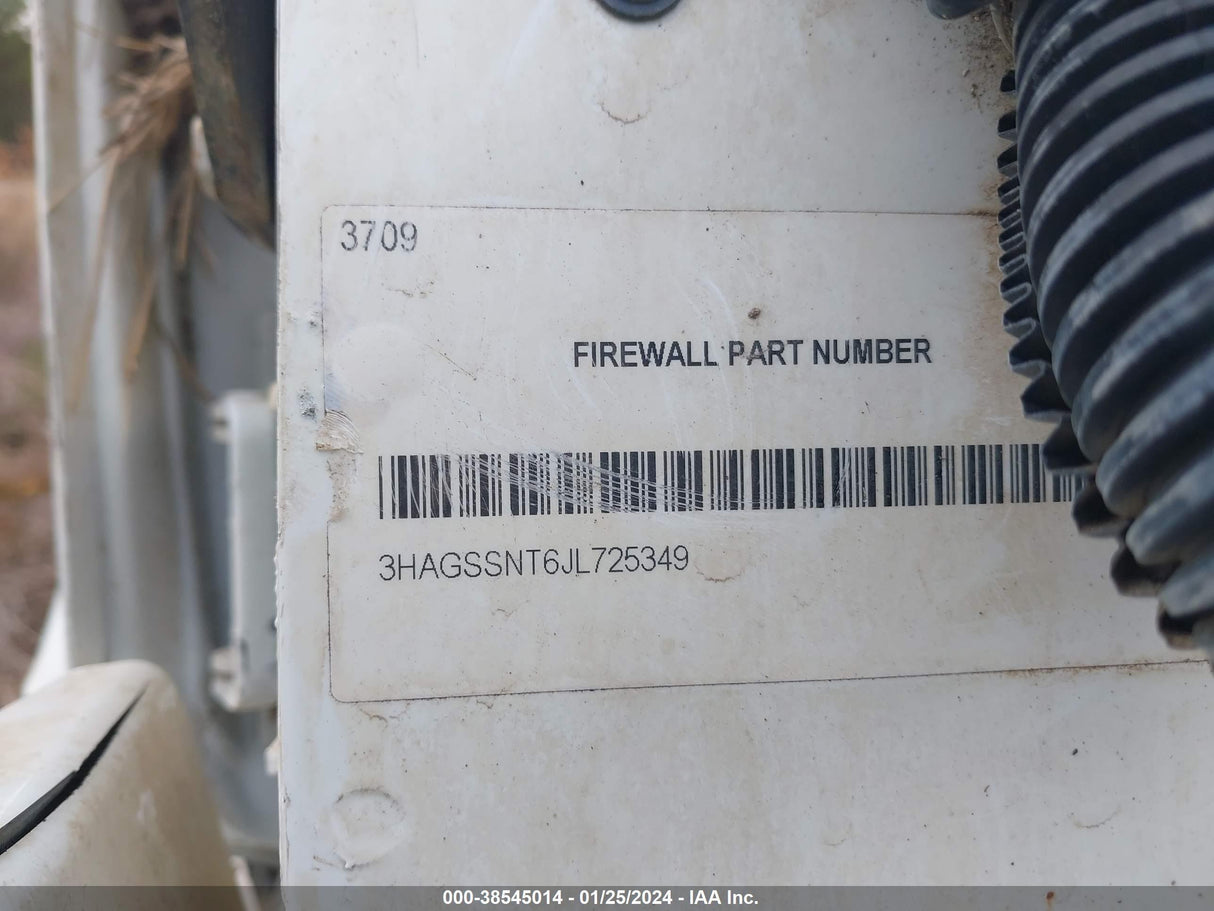 3709
FIREWALL PART NUMBER
3HAGSSNT6JL725349
000-38545014 - 01/25/2024 - IAA Inc.